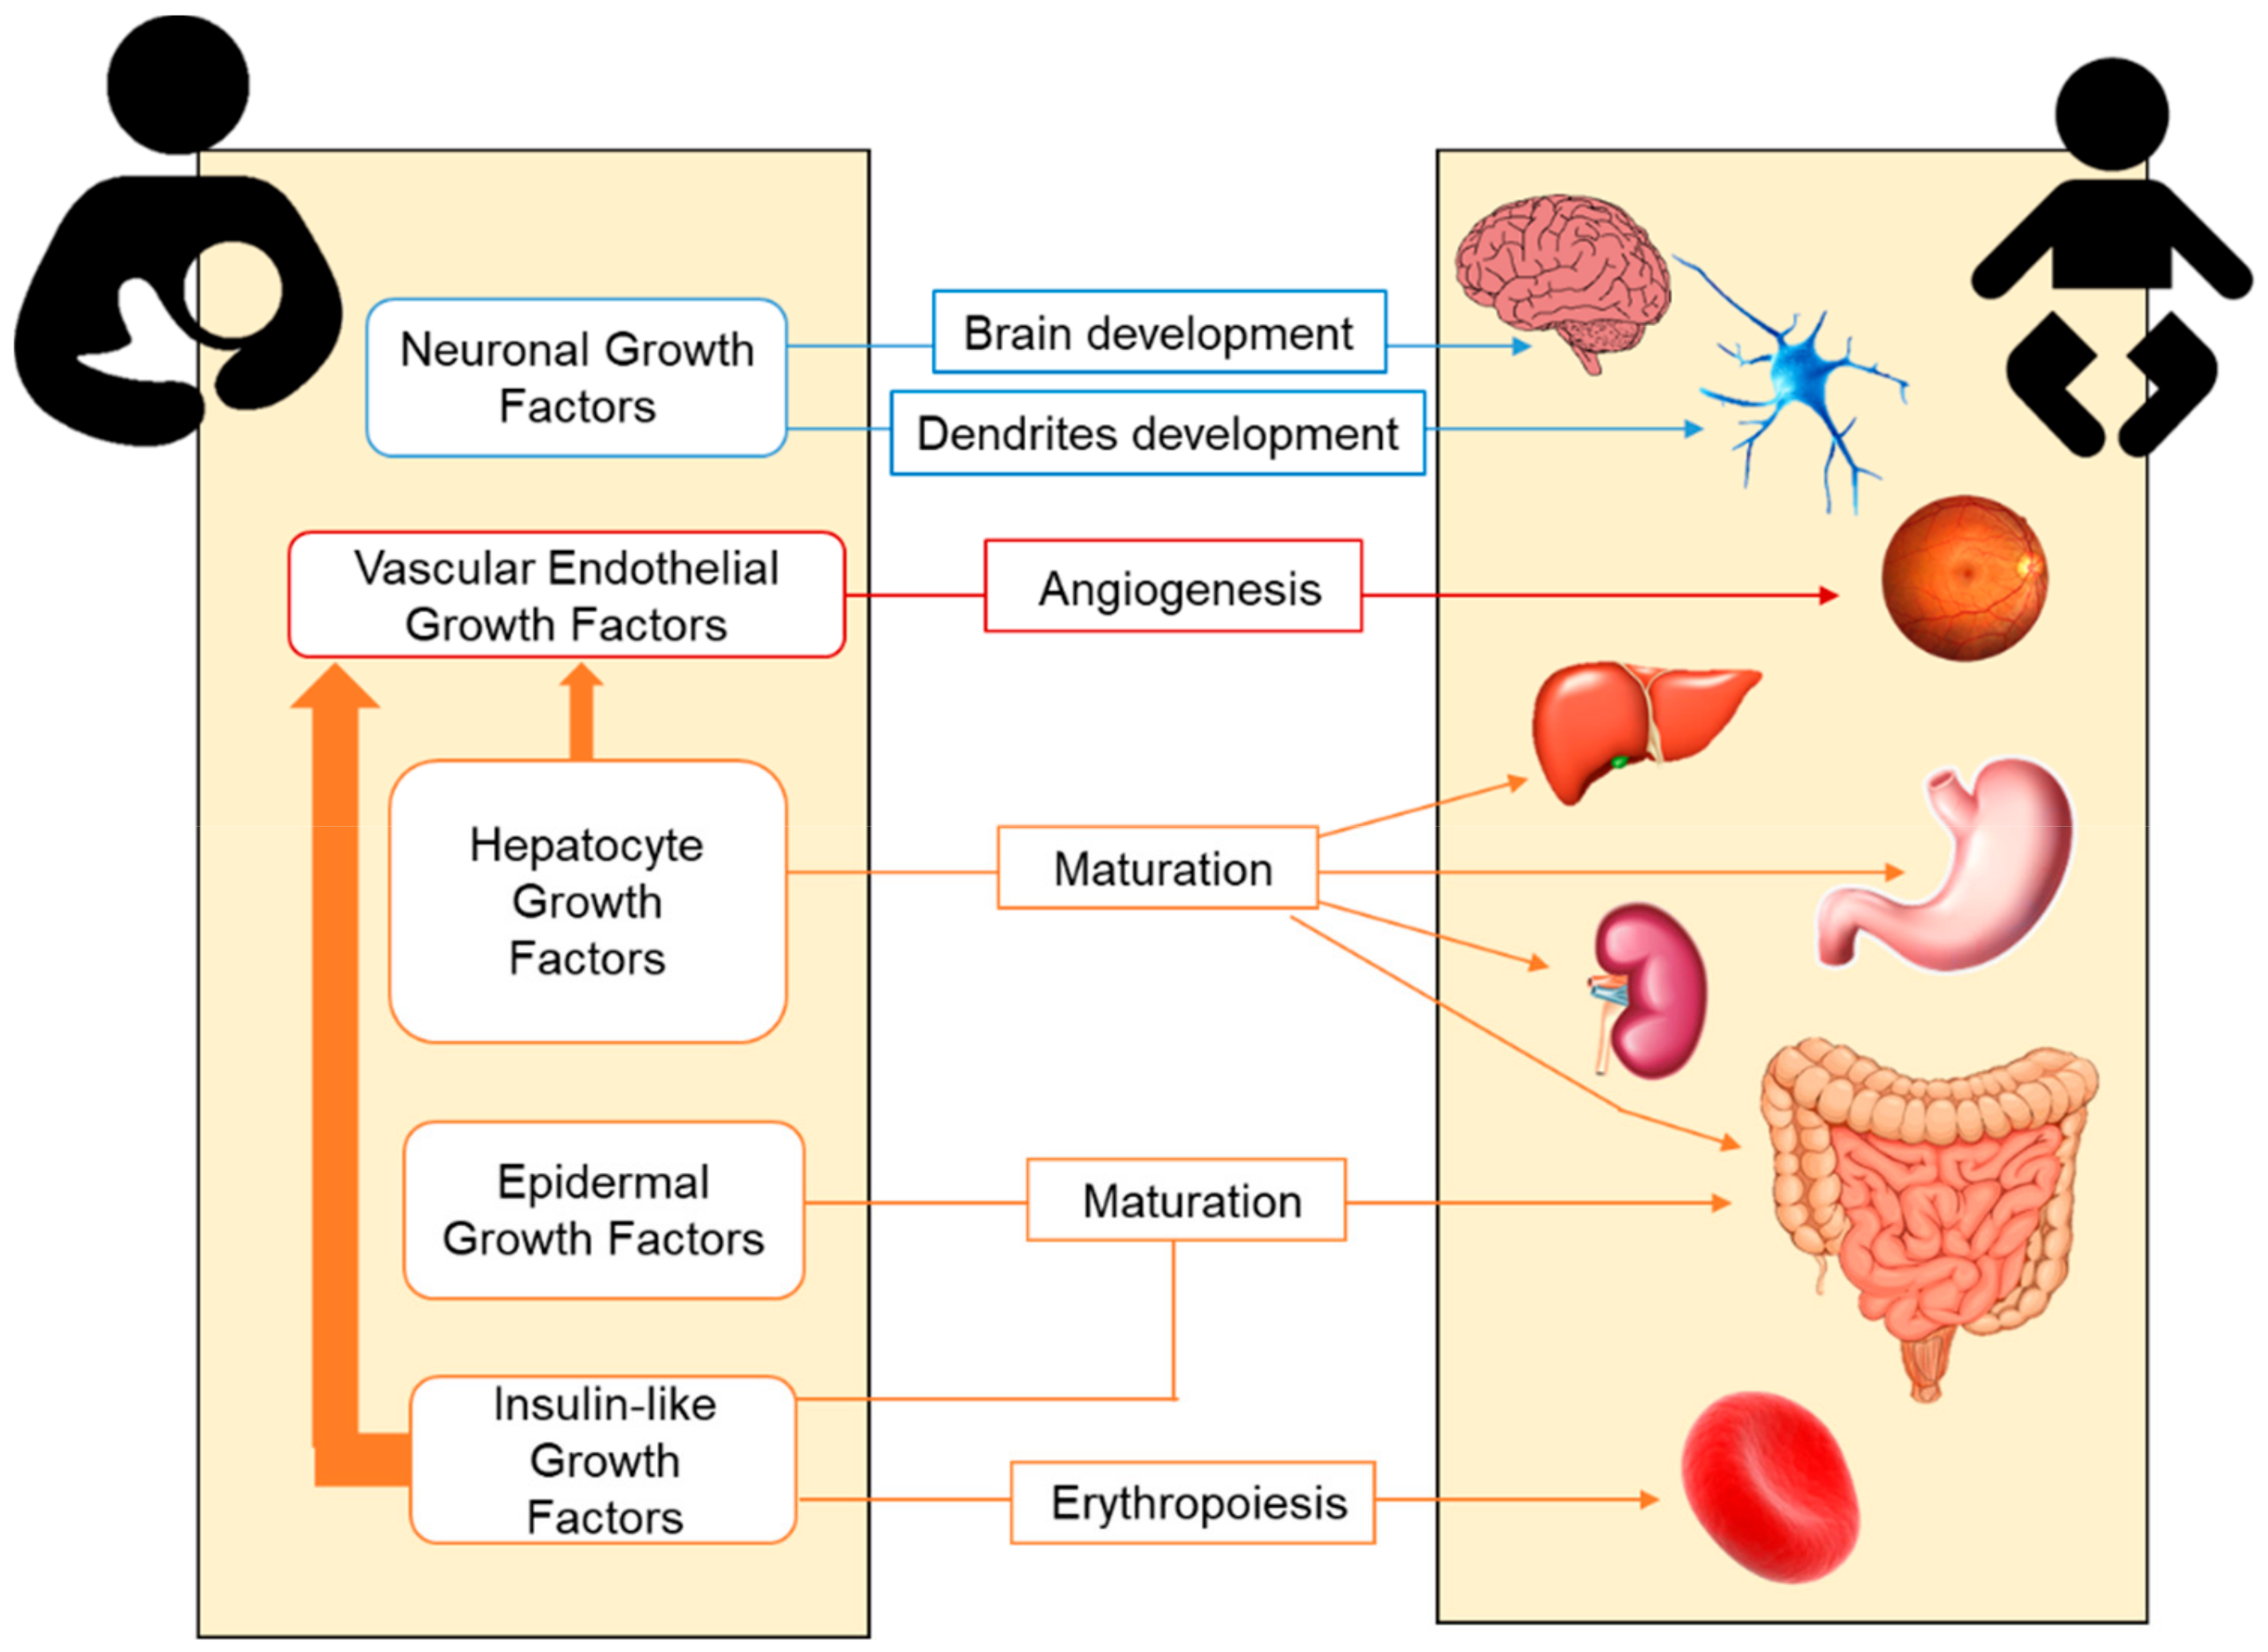 Neuronal Growth
Factors
Brain development
Dendrites development
Vascular Endothelial
Growth Factors
Angiogenesis
Hepatocyte
Growth
Factors
Maturation
Epidermal
Growth Factors
Maturation
Insulin-like
Growth
Factors
Erythropoiesis